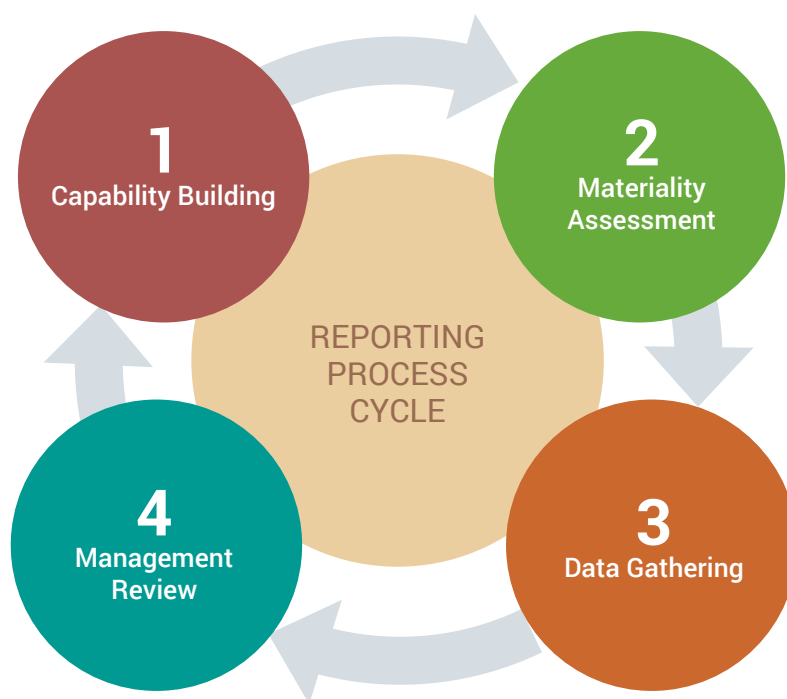 1
Capability Building
2
Materiality
Assessment
REPORTING
PROCESS
CYCLE
3
Data Gathering
4
Management
Review